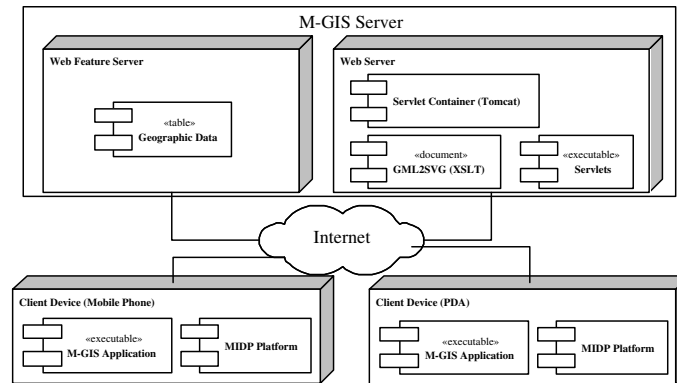 M-GIS Server
Web Feature Server
«table»
Geographic Data
Web Server
Servlet Container (Tomcat)
«document»
GML2SVG (XSLT)
«executable»
Servlets
Internet
Client Device (Mobile Phone)
«executable»
M-GIS Application
MIDP Platform
Client Device (PDA)
«executable»
M-GIS Application
MIDP Platform